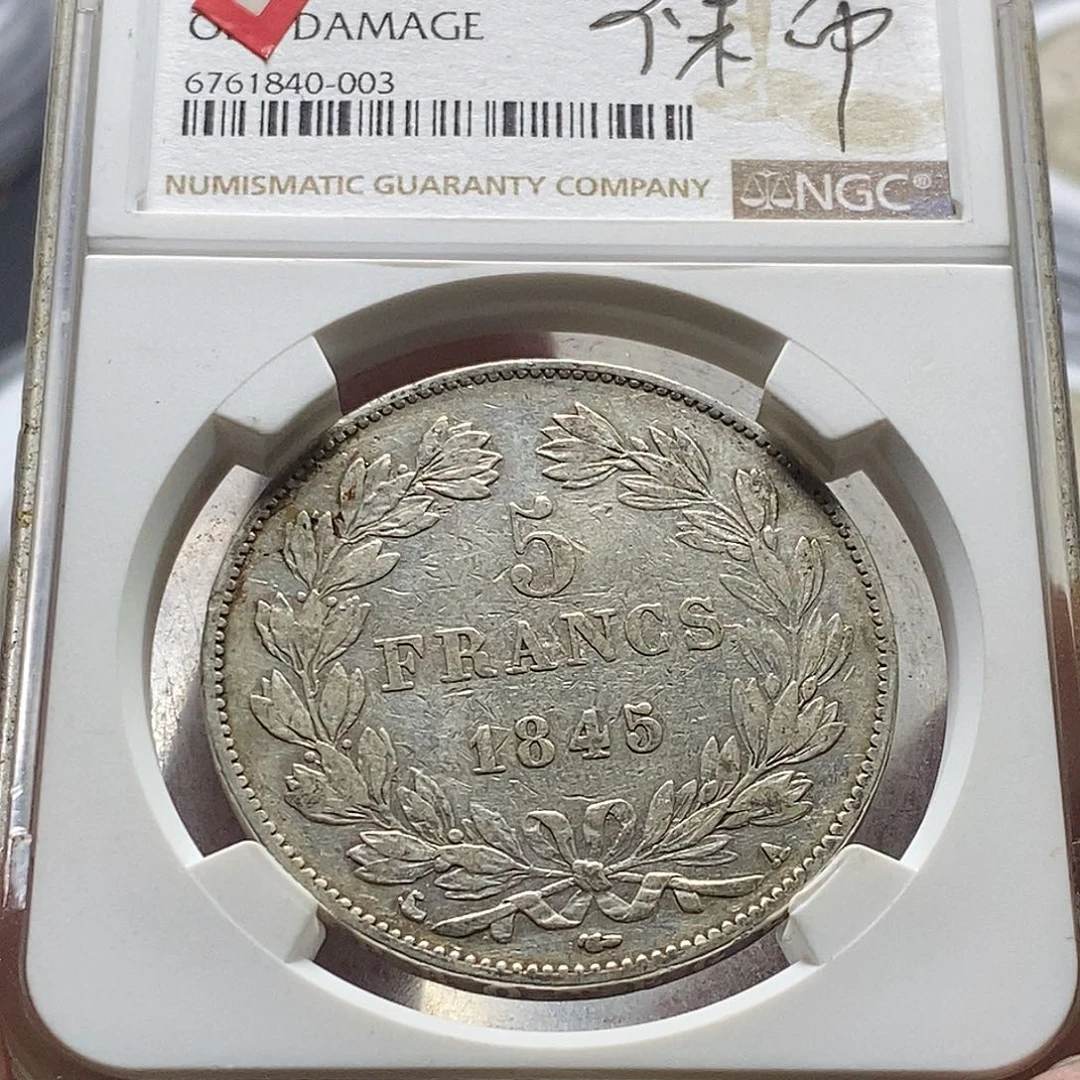 DAMAGE
6761840-003
NUMISMATIC GUARANTY COMPANY
NGC®
5
FRANCS
1845
A